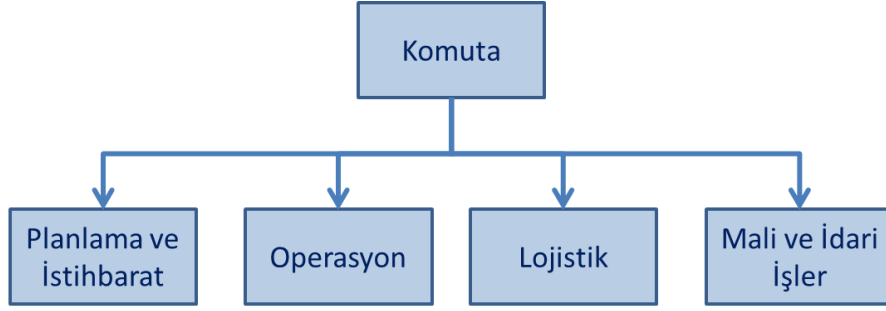 Komuta
Planlama ve
İstihbarat
Operasyon
Lojistik
Mali ve İdari
İşler